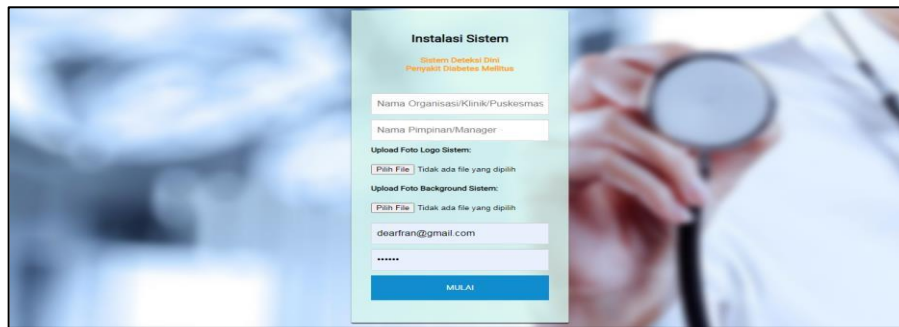 Instalasi Sistem
Sistem Deteksi Dini
Penyakit Diabetes Mellitus
Nama Organisasi/Klinik/Puskesmas
Nama Pimpinan/Manager
Upload Foto Logo Sistem:
Pilih File Tidak ada file yang dipilih
Upload Foto Background Sistem:
Pilih File Tidak ada file yang dipilih
dearfran@gmail.com
••••••
MULAI